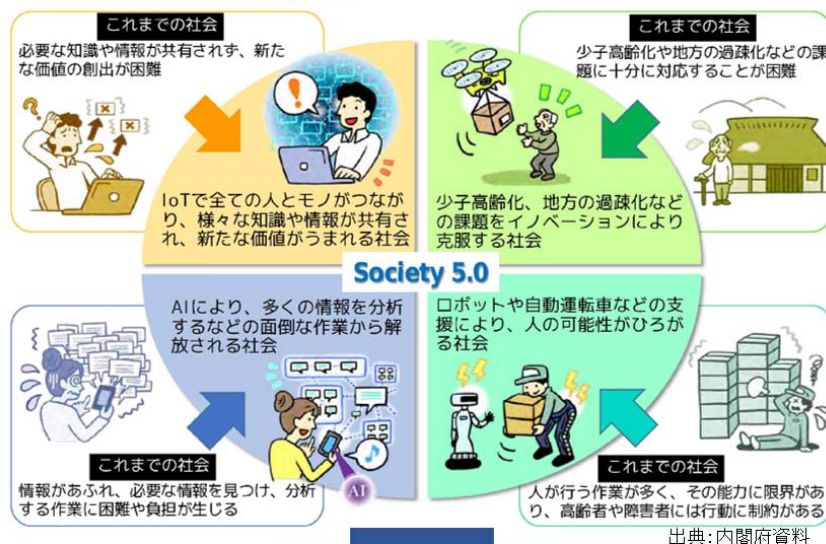 これまでの社会
必要な知識や情報が共有されず、新た
な価値の創出が困難
これまでの社会
少子高齢化や地方の過疎化などの課
題に十分に対応することが困難
IoTで全ての人とモノがつなが
り、様々な知識や情報が共有さ
れ、新たな価値がうまれる社会
少子高齢化、地方の過疎化など
の課題をイノベーションにより
克服する社会
Society 5.0
AIにより、多くの情報を分析
するなどの面倒な作業から解
放される社会
ロボットや自動運転車などの支
援により、人の可能性がひろが
る社会
AI
これまでの社会
情報があふれ、必要な情報を見つけ、分析
する作業に困難や負担が生じる
これまでの社会
人が行う作業が多く、その能力に限界があ
り、高齢者や障害者には行動に制約がある
出典:内閣府資料